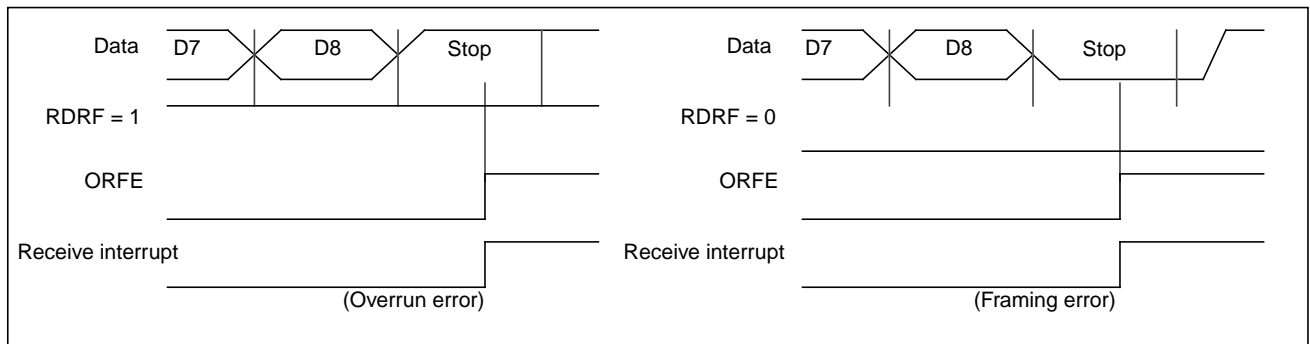 Data D7 D8 Stop
RDRF = 1
ORFE
Receive interrupt
(Overrun error)
Data D7 D8 Stop
RDRF = 0
ORFE
Receive interrupt
(Framing error)